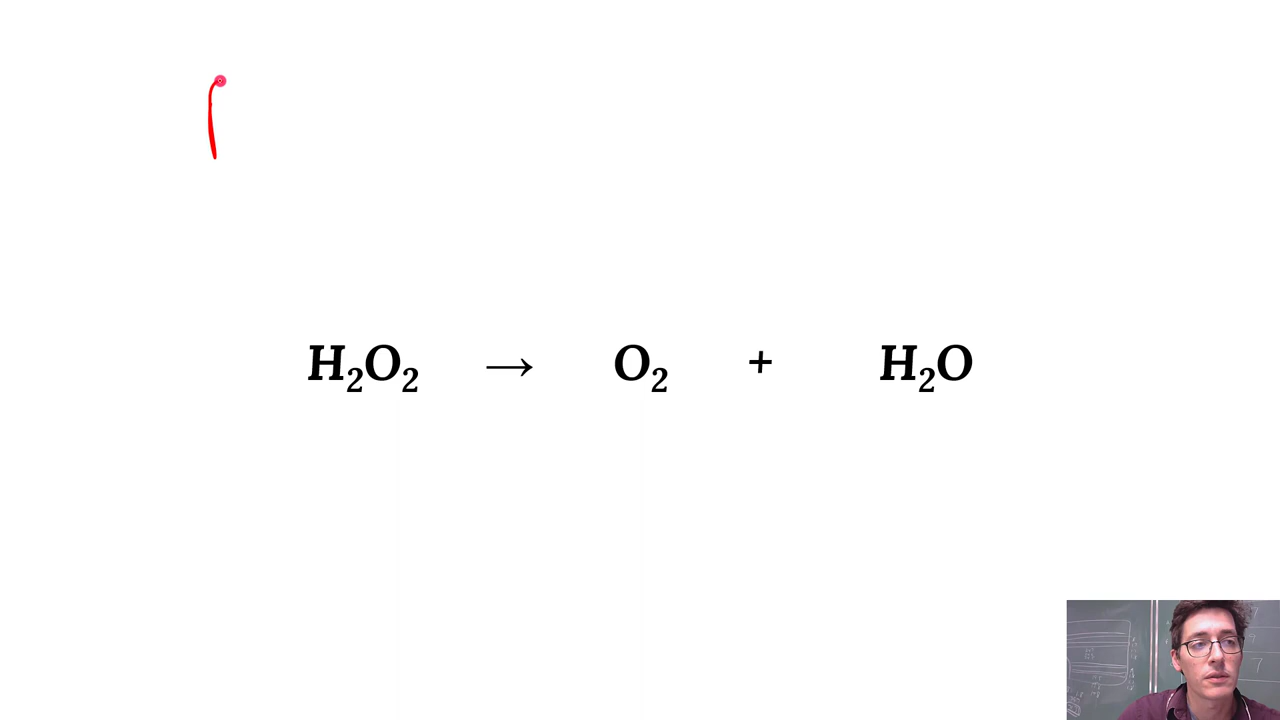 H₂O₂ → O₂ + H₂O